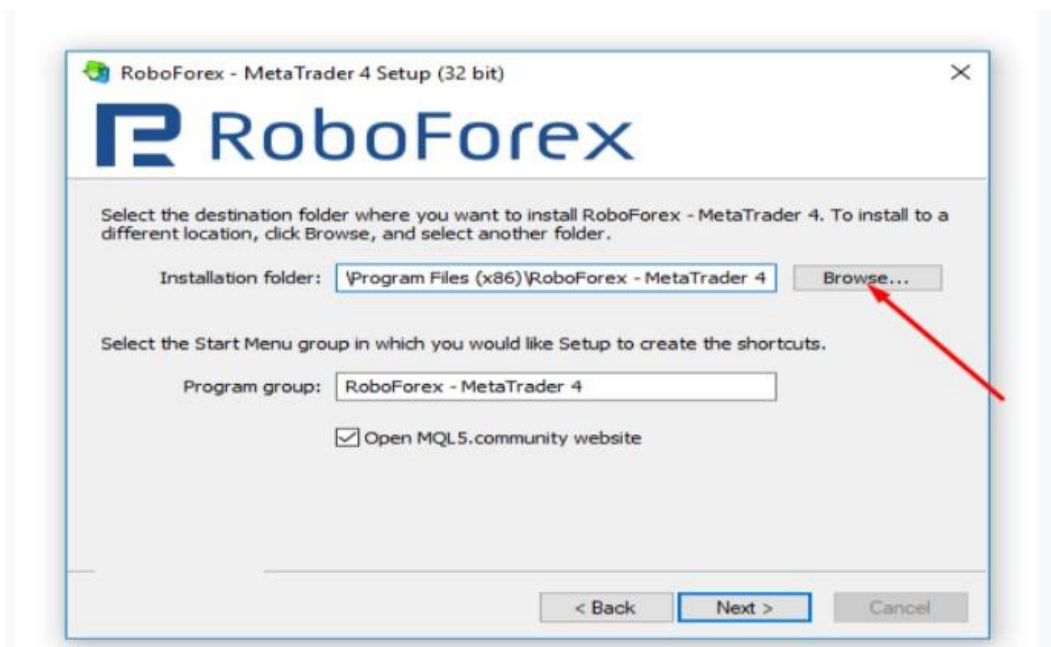 RoboForex - MetaTrader 4 Setup (32 bit)
RoboForex
Select the destination folder where you want to install RoboForex - MetaTrader 4. To install to a
different location, click Browse, and select another folder.
Installation folder: \Program Files (x86)\RoboForex - MetaTrader 4 Browse...
Select the Start Menu group in which you would like Setup to create the shortcuts.
Program group: RoboForex - MetaTrader 4
Open MQL5.community website
< Back Next > Cancel